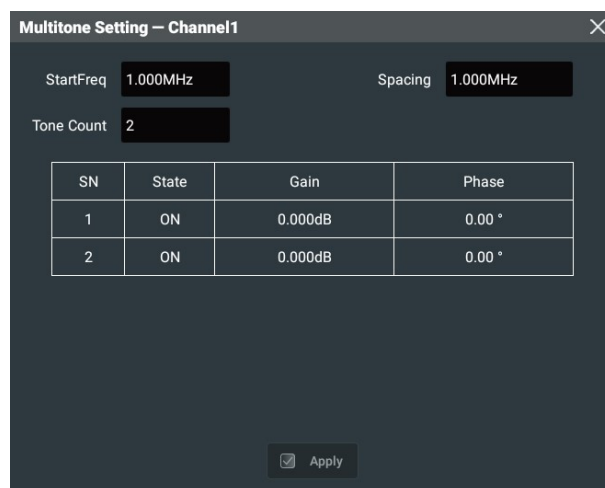 Multitone Setting — Channel1
StartFreq 1.000MHz Spacing 1.000MHz
Tone Count 2
SN State Gain Phase
1 ON 0.000dB 0.00 °
2 ON 0.000dB 0.00 °
Apply